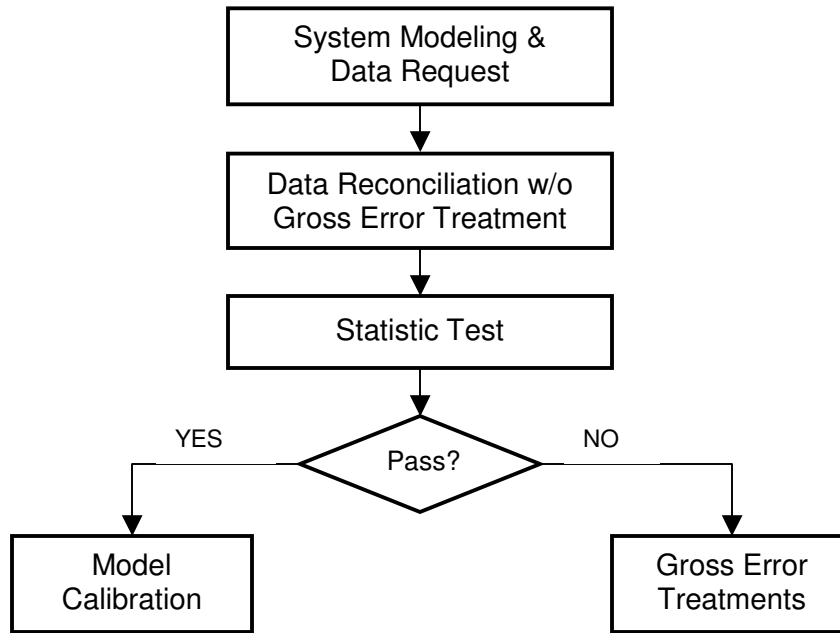 System Modeling &
Data Request
Data Reconciliation w/o
Gross Error Treatment
Statistic Test
YES
Pass?
NO
Model
Calibration
Gross Error
Treatments